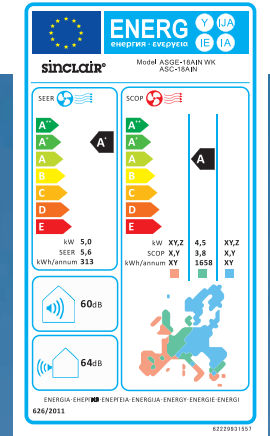 ENERG Y IJA
енергия · ενεργεια IE IA
sınclaır® Model ASGE-18AIN WK
ASC-18AIN
SEER SCOP
A++ A++
A+ A+ A+
A A A
B B
C C
D D
E E
kW 5,0 kW XY,Z 4,5 XY,Z
SEER 5,6 SCOP X,Y 3,8 X,Y
kWh/annum 313 kWh/annum XY 1658 XY
60dB
64dB
ENERGIA·ЕНЕРГИЯ·ΕΝΕΡΓΕΙΑ·ENERGIJA·ENERGY·ENERGIE·ENERGI
626/2011
82229931557